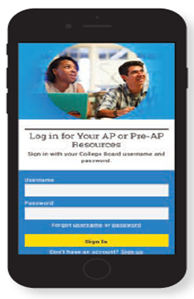 Log in for Your AP or Pre-AP
Resources
Sign in with your College Board username and
password.
Username
Password
Forgot username or password
Sign In
Don't have an account? Sign up